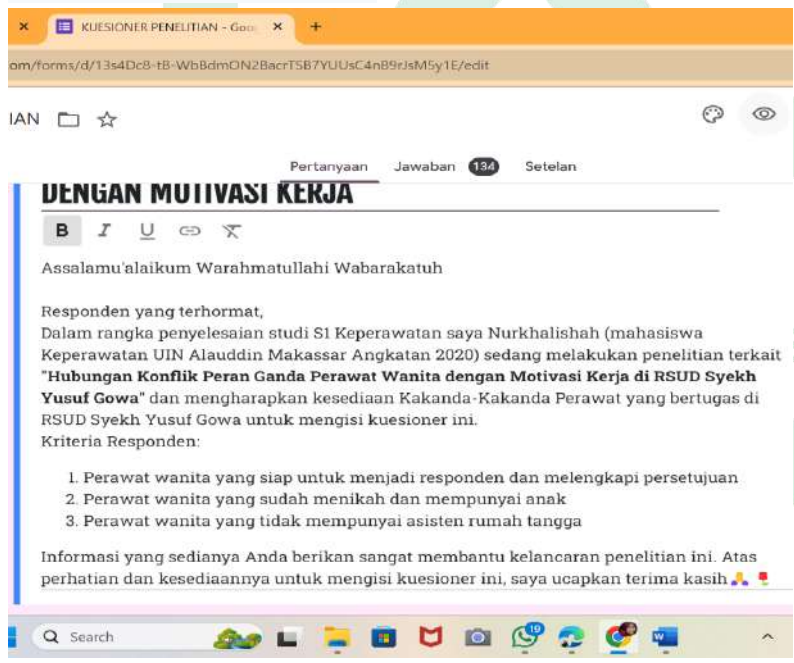 KUESIONER PENELITIAN - Goo
om/forms/d/13s4Dc8-tB-WbBdmON2BacrTSB7YUUsC4nB9rJsM5y1E/edit
IAN
Pertanyaan Jawaban 134 Setelan
DENGAN MOTIVASI KERJA
B I U
Assalamu'alaikum Warahmatullahi Wabarakatuh
Responden yang terhormat,
Dalam rangka penyelesaian studi S1 Keperawatan saya Nurkhalishah (mahasiswa
Keperawatan UIN Alauddin Makassar Angkatan 2020) sedang melakukan penelitian terkait
"Hubungan Konflik Peran Ganda Perawat Wanita dengan Motivasi Kerja di RSUD Syekh
Yusuf Gowa" dan mengharapkan kesediaan Kakanda-Kakanda Perawat yang bertugas di
RSUD Syekh Yusuf Gowa untuk mengisi kuesioner ini.
Kriteria Responden:
1. Perawat wanita yang siap untuk menjadi responden dan melengkapi persetujuan
2. Perawat wanita yang sudah menikah dan mempunyai anak
3. Perawat wanita yang tidak mempunyai asisten rumah tangga
Informasi yang sedianya Anda berikan sangat membantu kelancaran penelitian ini. Atas
perhatian dan kesediaannya untuk mengisi kuesioner ini, saya ucapkan terima kasih🙏🌹
Search 19